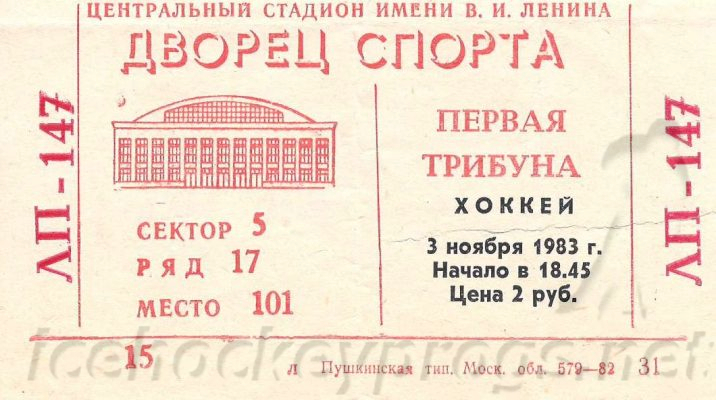 ЦЕНТРАЛЬНЫЙ СТАДИОН ИМЕНИ В. И. ЛЕНИНА
ДВОРЕЦ СПОРТА
ЛП-147
ПЕРВАЯ
ТРИБУНА
ХОККЕЙ
3 ноября 1983 г.
Начало в 18.45
Цена 2 руб.
СЕКТОР 5
РЯД 17
МЕСТО 101
ЛП-147
15 Л Пушкинская тип. Моск. обл. 579—82 31
icehockeyprogs.net